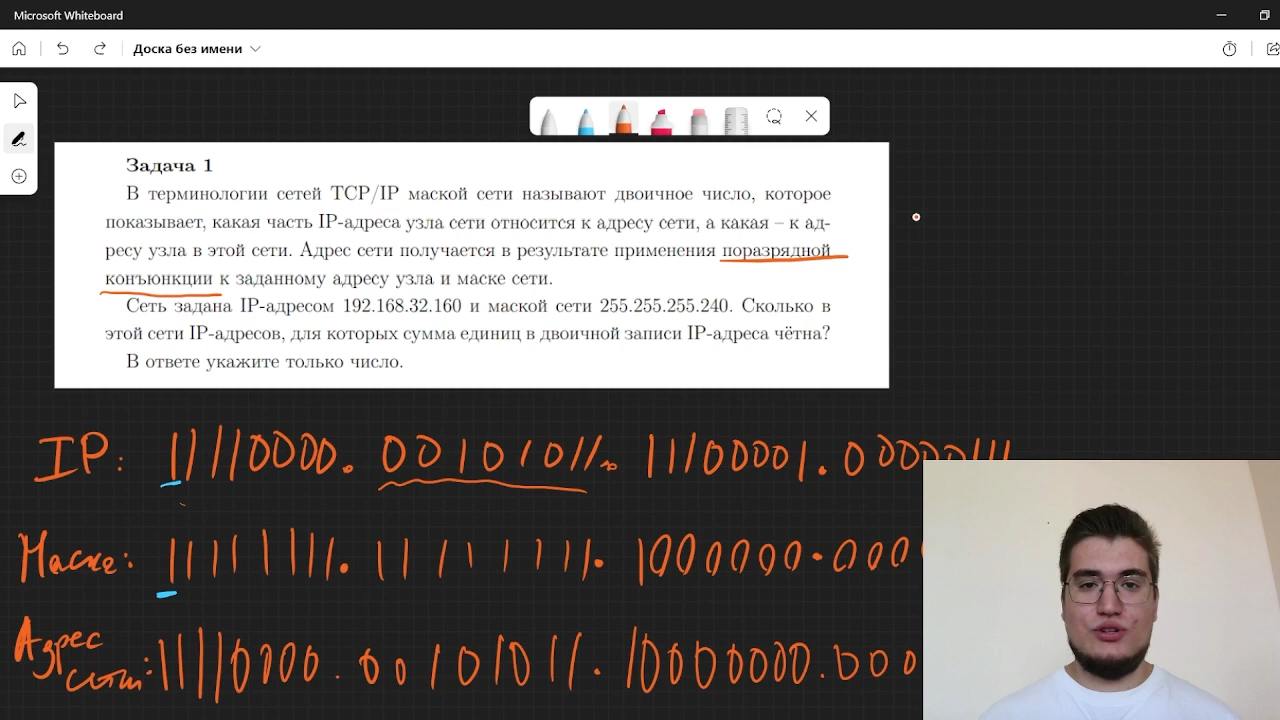 Microsoft Whiteboard
Доска без имени
Задача 1
В терминологии сетей TCP/IP маской сети называют двоичное число, которое
показывает, какая часть IP-адреса узла сети относится к адресу сети, а какая – к ад-
ресу узла в этой сети. Адрес сети получается в результате применения поразрядной
конъюнкции к заданному адресу узла и маске сети.
Сеть задана IP-адресом 192.168.32.160 и маской сети 255.255.255.240. Сколько в
этой сети IP-адресов, для которых сумма единиц в двоичной записи IP-адреса чётна?
В ответе укажите только число.
IP: 11110000. 00101011. 11100001. 00000111
Маска: 11111111. 11111111. 1000000.000
Адрес
сети: 11110000. 00101011. 10000000.000